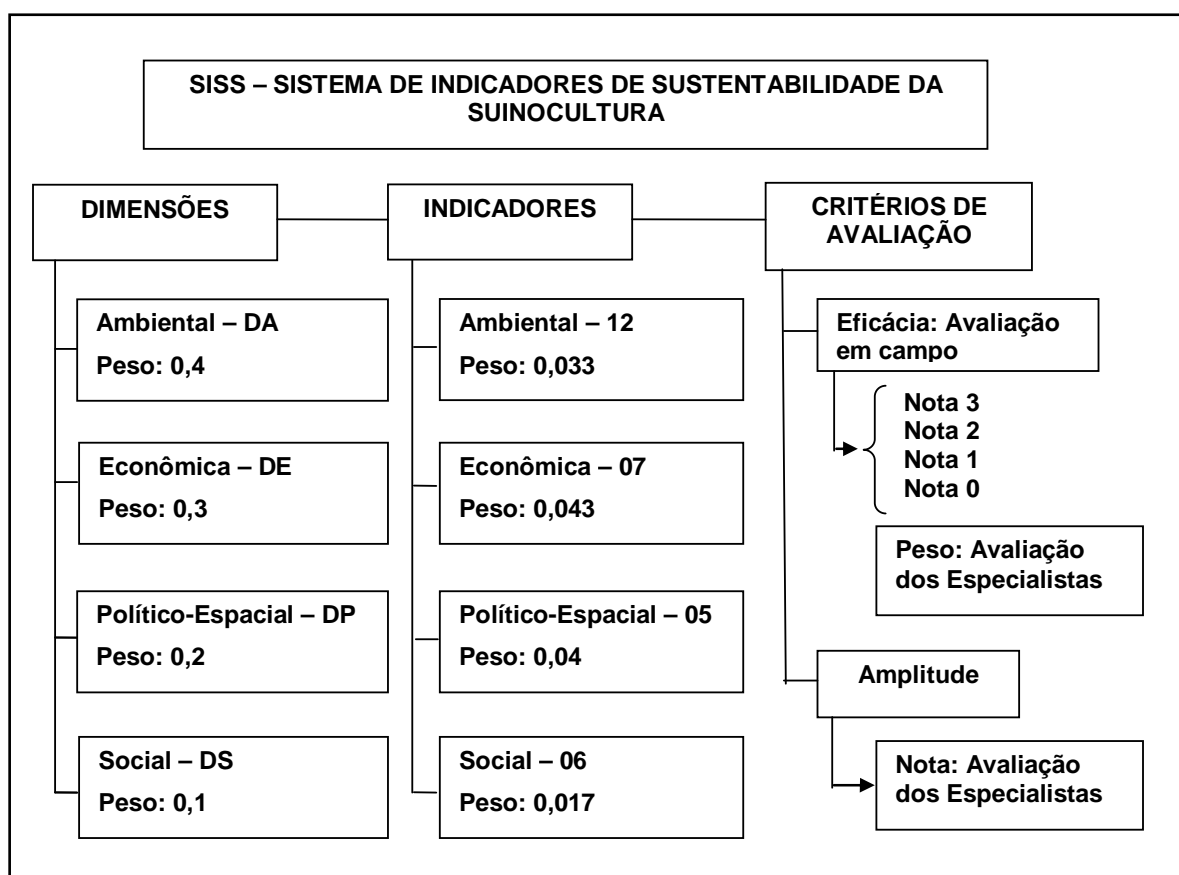 SISS – SISTEMA DE INDICADORES DE SUSTENTABILIDADE DA
SUINOCULTURA
DIMENSÕES
Ambiental – DA
Peso: 0,4
Econômica – DE
Peso: 0,3
Político-Espacial – DP
Peso: 0,2
Social – DS
Peso: 0,1
INDICADORES
Ambiental – 12
Peso: 0,033
Econômica – 07
Peso: 0,043
Político-Espacial – 05
Peso: 0,04
Social – 06
Peso: 0,017
CRITÉRIOS DE
AVALIAÇÃO
Eficácia: Avaliação
em campo
Nota 3
Nota 2
Nota 1
Nota 0
Peso: Avaliação
dos Especialistas
Amplitude
Nota: Avaliação
dos Especialistas